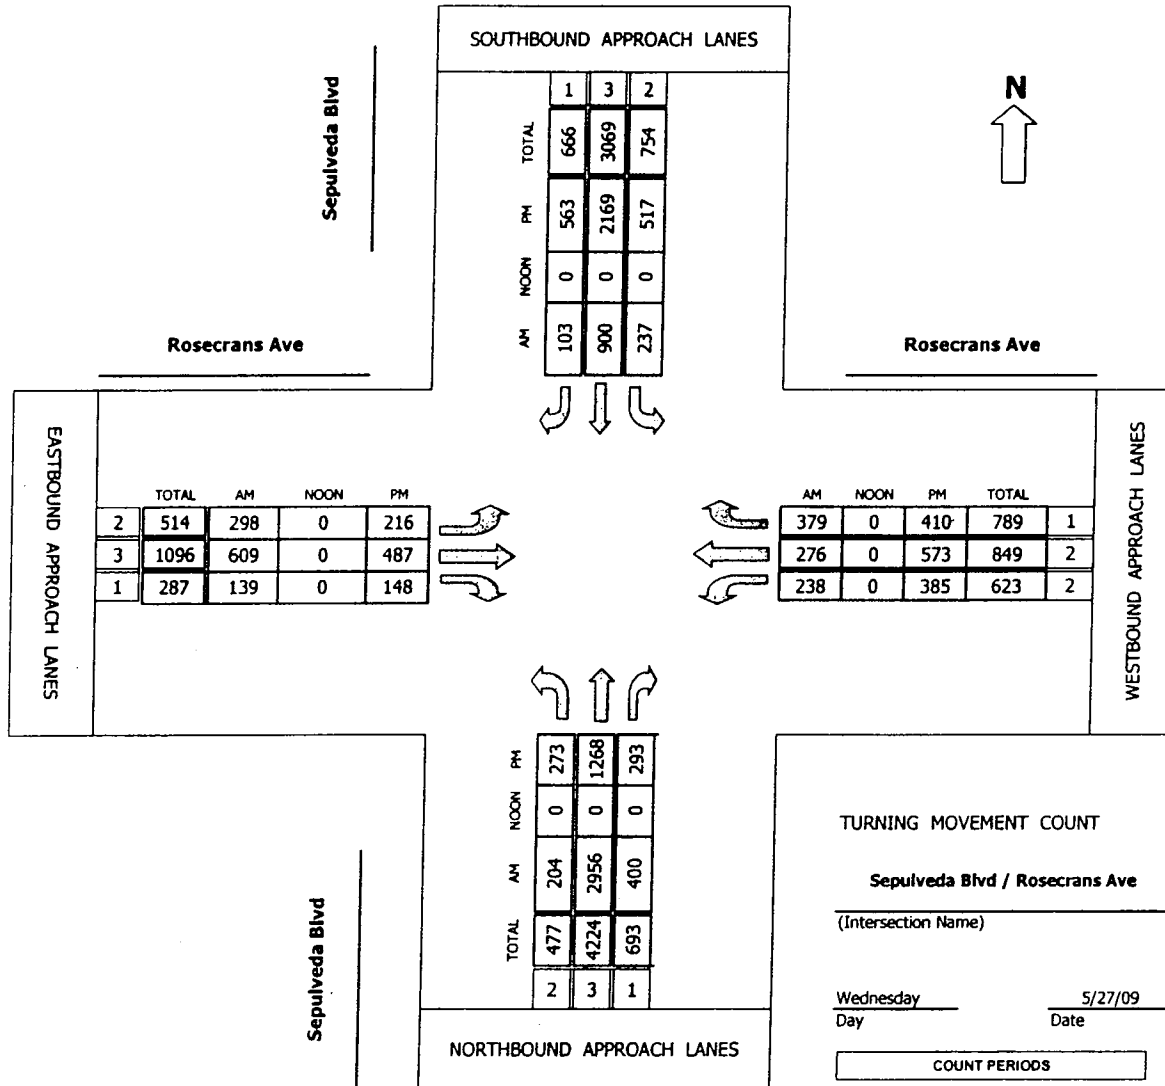 SOUTHBOUND APPROACH LANES
1 3 2
TOTAL 666 3069 754
PM 563 2169 517
NOON 0 0 0
AM 103 900 237
Sepulveda Blvd
N
Rosecrans Ave
Rosecrans Ave
EASTBOUND APPROACH LANES
TOTAL AM NOON PM
2 514 298 0 216
3 1096 609 0 487
1 287 139 0 148
AM NOON PM TOTAL
379 0 410 789 1
276 0 573 849 2
238 0 385 623 2
WESTBOUND APPROACH LANES
PM 273 1268 293
NOON 0 0 0
AM 204 2956 400
TOTAL 477 4224 693
2 3 1
NORTHBOUND APPROACH LANES
Sepulveda Blvd
TURNING MOVEMENT COUNT
Sepulveda Blvd / Rosecrans Ave
(Intersection Name)
Wednesday 5/27/09
Day Date
COUNT PERIODS